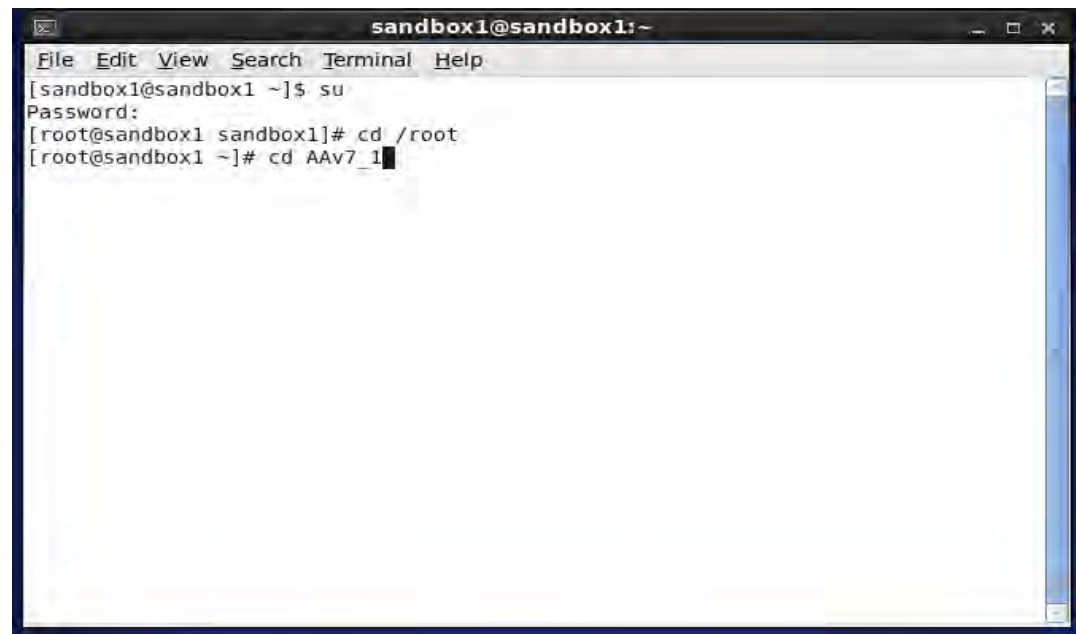 sandbox1@sandbox1:~
File Edit View Search Terminal Help
[sandbox1@sandbox1 ~]$ su
Password:
[root@sandbox1 sandbox1]# cd /root
[root@sandbox1 ~]# cd AAv7_1